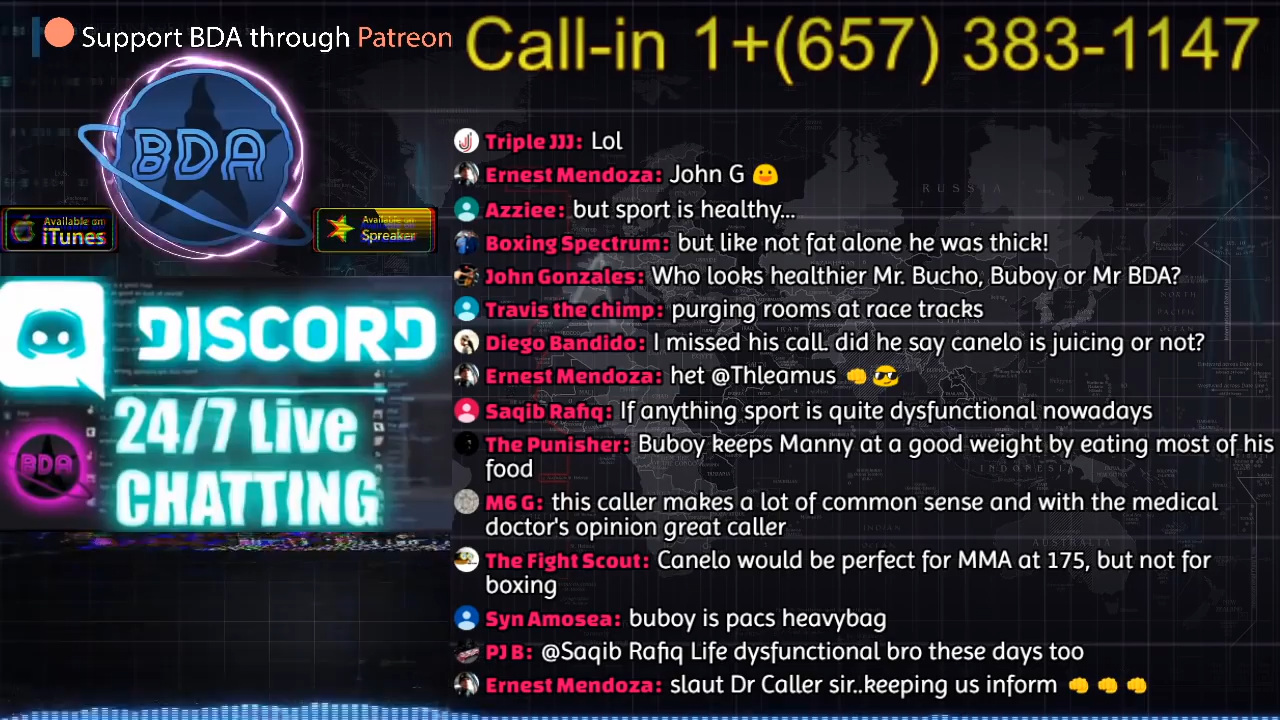 Support BDA through Patreon
Call-in 1+(657) 383-1147
BDA
Available on
iTunes
Available on
Spreaker
DISCORD
24/7 Live
CHATTING
BDA
Triple JJJ: Lol
Ernest Mendoza: John G 😃
Azziee: but sport is healthy...
Boxing Spectrum: but like not fat alone he was thick!
John Gonzales: Who looks healthier Mr. Bucho, Buboy or Mr BDA?
Travis the chimp: purging rooms at race tracks
Diego Bandido: I missed his call. did he say canelo is juicing or not?
Ernest Mendoza: het @Thleamus 👊😎
Saqib Rafiq: If anything sport is quite dysfunctional nowadays
The Punisher: Buboy keeps Manny at a good weight by eating most of his
food
M6 G: this caller makes a lot of common sense and with the medical
doctor's opinion great caller
The Fight Scout: Canelo would be perfect for MMA at 175, but not for
boxing
Syn Amosea: buboy is pacs heavybag
PJ B: @Saqib Rafiq Life dysfunctional bro these days too
Ernest Mendoza: slaut Dr Caller sir..keeping us inform 👊👊👊
RUSSIA
INDONESIA
AUSTRALIA